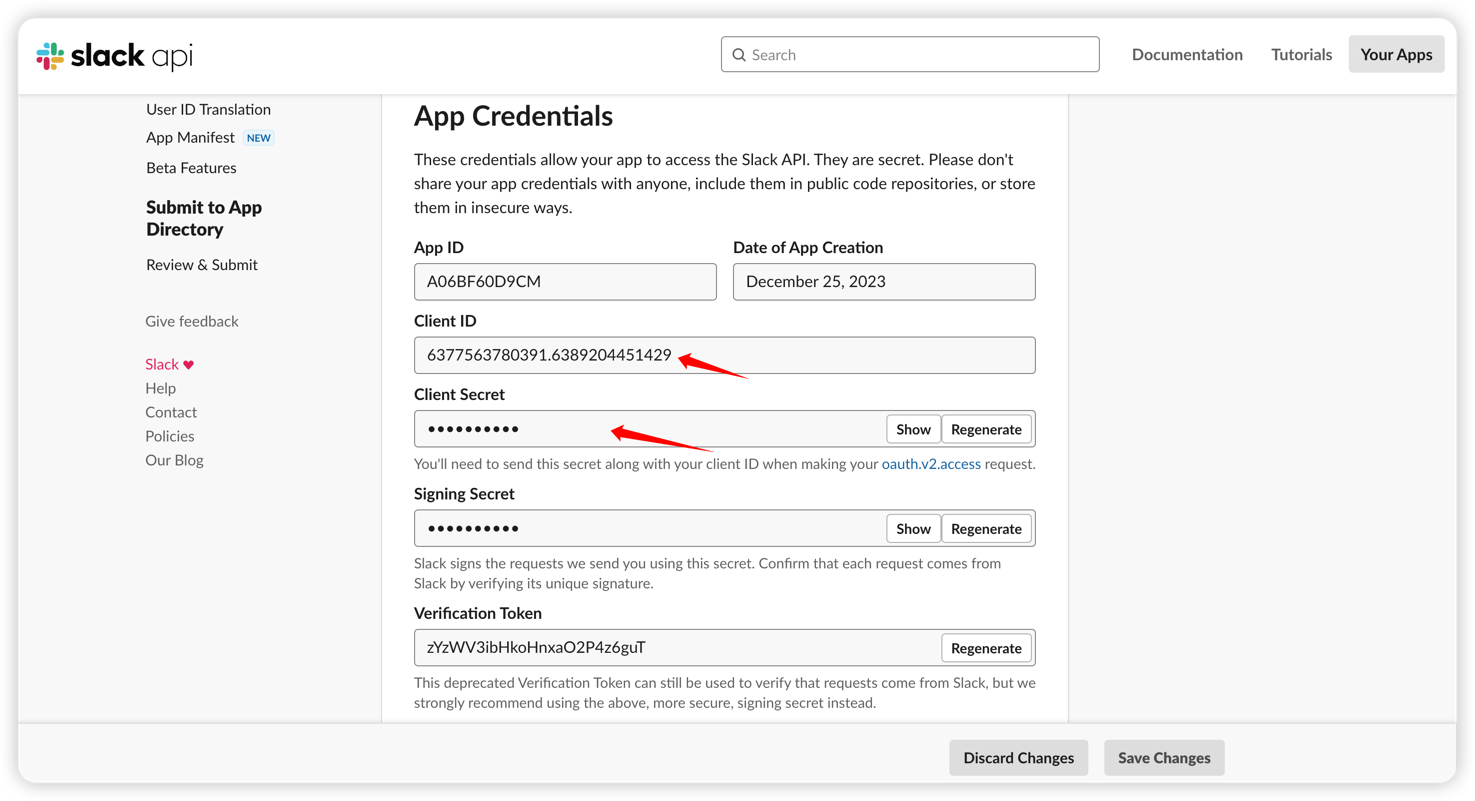 slack api
Search
Documentation
Tutorials
Your Apps
User ID Translation
App Manifest NEW
Beta Features
Submit to App
Directory
Review & Submit
Give feedback
Slack ♥
Help
Contact
Policies
Our Blog
App Credentials
These credentials allow your app to access the Slack API. They are secret. Please don't
share your app credentials with anyone, include them in public code repositories, or store
them in insecure ways.
App ID
A06BF60D9CM
Date of App Creation
December 25, 2023
Client ID
6377563780391.6389204451429
Client Secret
••••••••••
Show
Regenerate
You'll need to send this secret along with your client ID when making your oauth.v2.access request.
Signing Secret
••••••••••
Show
Regenerate
Slack signs the requests we send you using this secret. Confirm that each request comes from
Slack by verifying its unique signature.
Verification Token
zYzWV3ibHkoHnxaO2P4z6guT
Regenerate
This deprecated Verification Token can still be used to verify that requests come from Slack, but we
strongly recommend using the above, more secure, signing secret instead.
Discard Changes
Save Changes